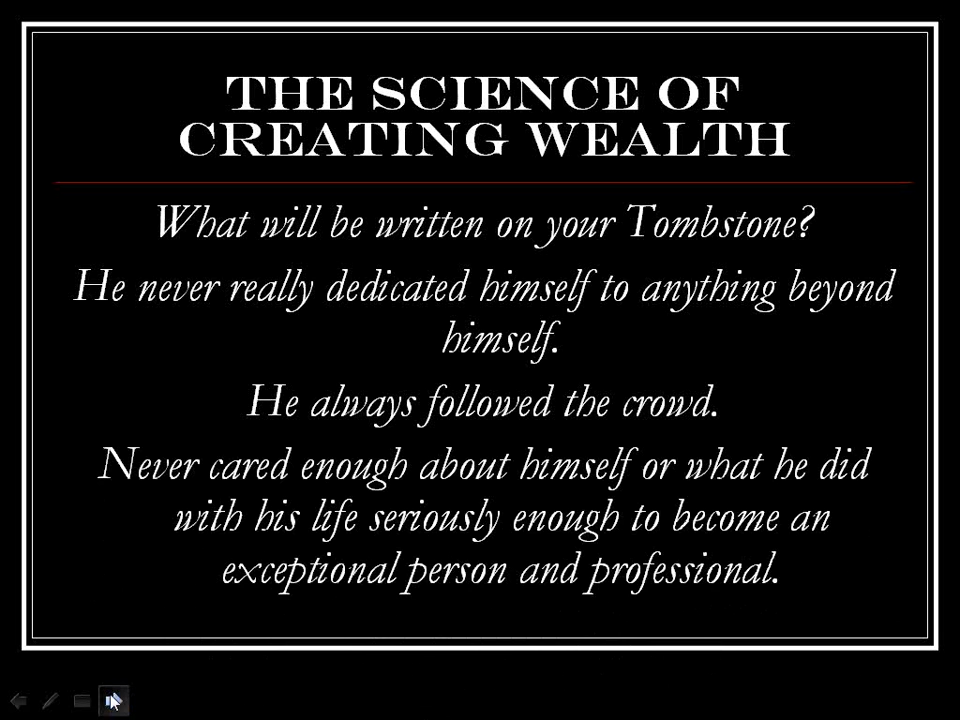 THE SCIENCE OF
CREATING WEALTH
What will be written on your Tombstone?
He never really dedicated himself to anything beyond
himself.
He always followed the crowd.
Never cared enough about himself or what he did
with his life seriously enough to become an
exceptional person and professional.